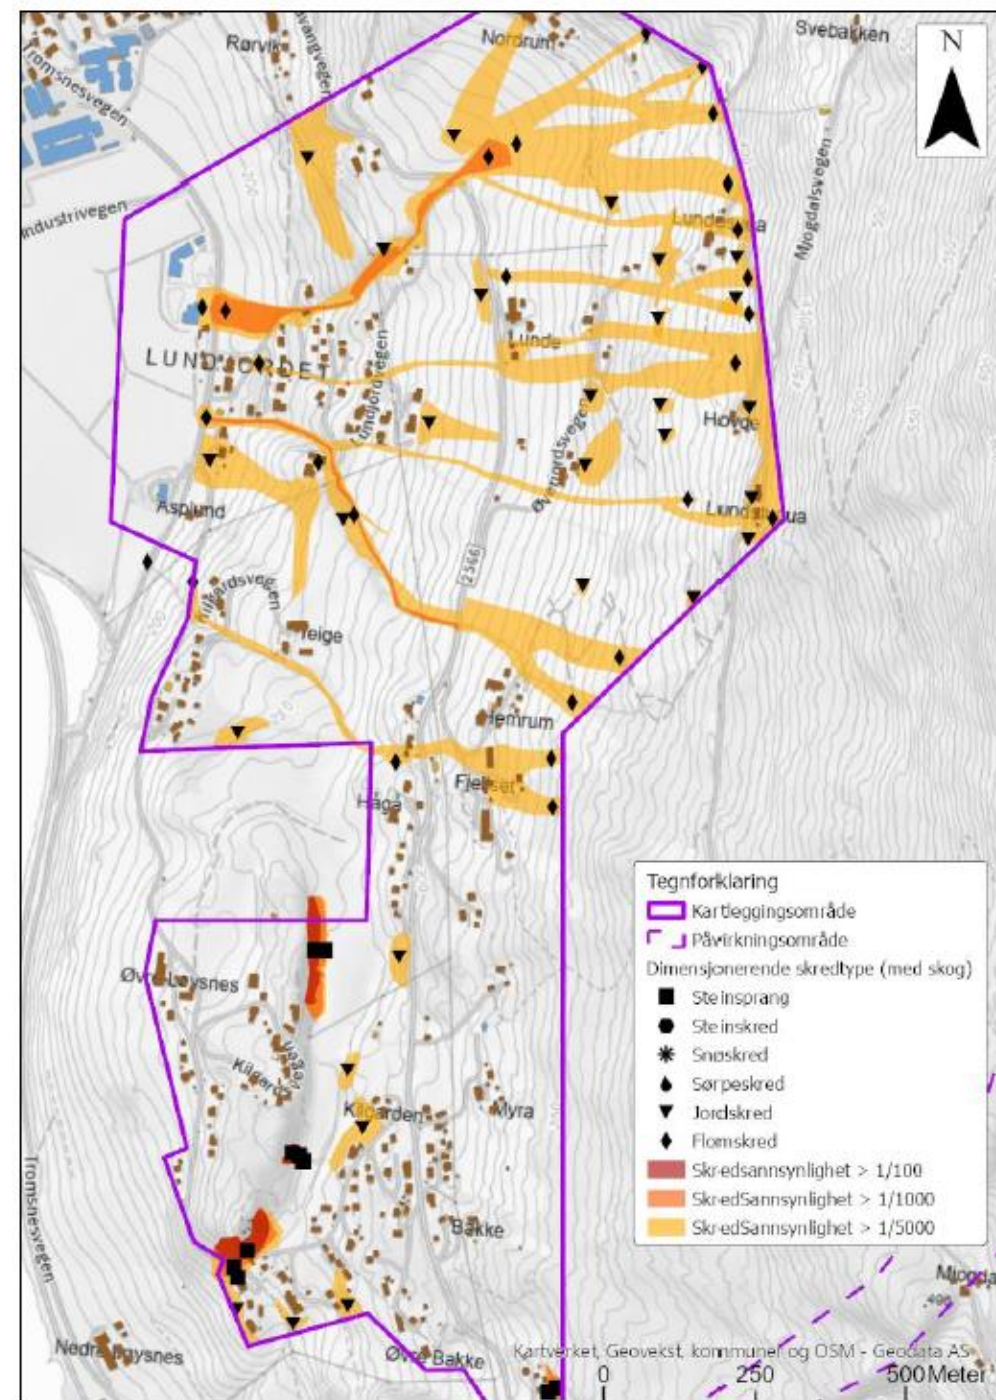 Rørvik
Nordrum
Svebakken
N
Tromsnesvegen
Industrivegen
Mjogdalsvegen
Lunde
LUNDJORDET
Lundjordvegen
Hovde
Asplund
2566
Teige
Hemrum
Fjellset
Håga
Øvre Løysnes
Kilgarden
Myra
Bakke
Tromsnesvegen
Nedre Løysnes
Øvre Bakke
Tegnforklaring
Kartleggingsområde
Påvirkningsområde
Dimensjonerende skredtype (med skog)
Steinsprang
Steinskred
Snøskred
Sørpeskred
Jordskred
Flomskred
Skredsannsynlighet > 1/100
SkredSannsynlighet > 1/1000
SkredSannsynlighet > 1/5000
Kartverket, Geovekst, kommuner og OSM - Geodata AS
0 250 500 Meter